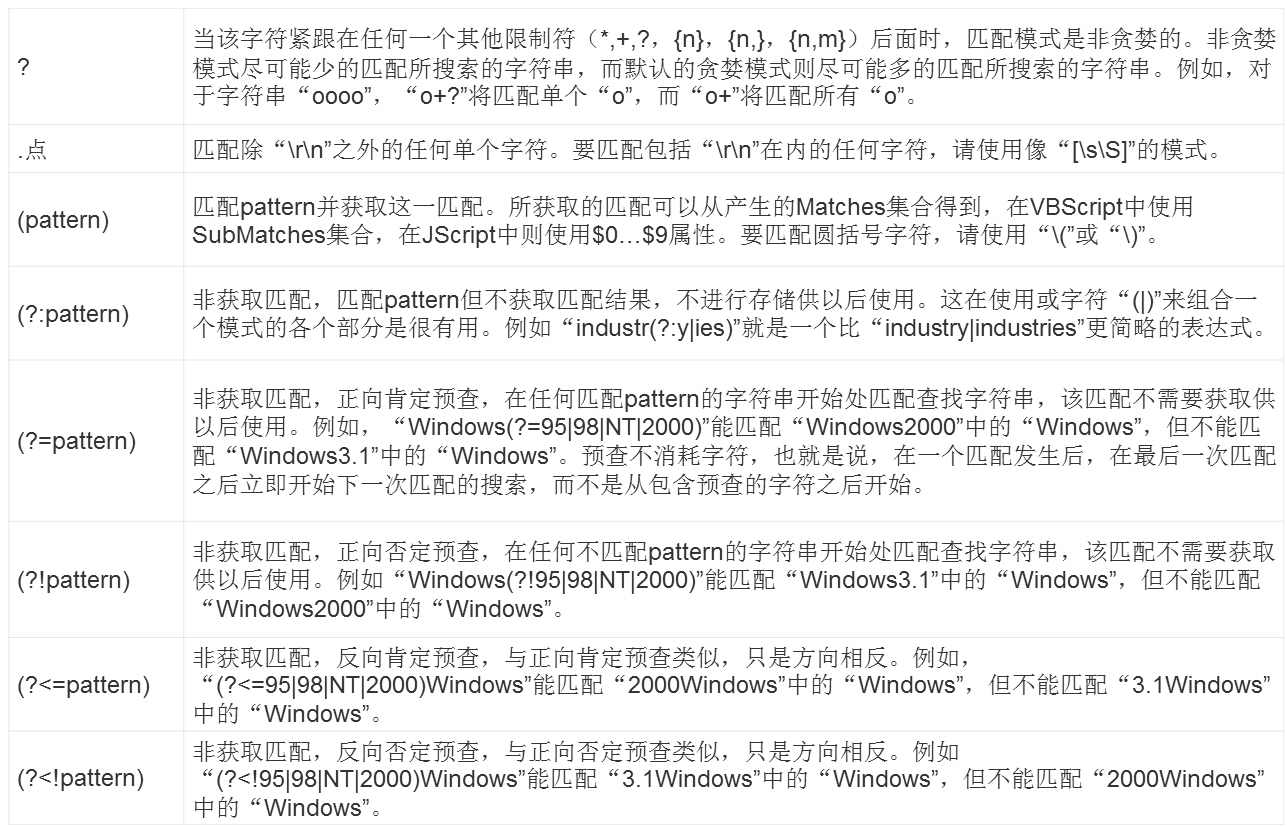 ?
当该字符紧跟在任何一个其他限制符（*,+,?，{n}，{n,}，{n,m}）后面时，匹配模式是非贪婪的。非贪婪
模式尽可能少的匹配所搜索的字符串，而默认的贪婪模式则尽可能多的匹配所搜索的字符串。例如，对
于字符串“oooo”，“o+?”将匹配单个“o”，而“o+”将匹配所有“o”。
.点
匹配除“\r\n”之外的任何单个字符。要匹配包括“\r\n”在内的任何字符，请使用像“[\s\S]”的模式。
(pattern)
匹配pattern并获取这一匹配。所获取的匹配可以从产生的Matches集合得到，在VBScript中使用
SubMatches集合，在JScript中则使用$0…$9属性。要匹配圆括号字符，请使用“\(”或“\)”。
(?:pattern)
非获取匹配，匹配pattern但不获取匹配结果，不进行存储供以后使用。这在使用或字符“(|)”来组合一
个模式的各个部分是很有用。例如“industr(?:y|ies)”就是一个比“industry|industries”更简略的表达式。
(?=pattern)
非获取匹配，正向肯定预查，在任何匹配pattern的字符串开始处匹配查找字符串，该匹配不需要获取供
以后使用。例如，“Windows(?=95|98|NT|2000)”能匹配“Windows2000”中的“Windows”，但不能匹
配“Windows3.1”中的“Windows”。预查不消耗字符，也就是说，在一个匹配发生后，在最后一次匹配
之后立即开始下一次匹配的搜索，而不是从包含预查的字符之后开始。
(?!pattern)
非获取匹配，正向否定预查，在任何不匹配pattern的字符串开始处匹配查找字符串，该匹配不需要获取
供以后使用。例如“Windows(?!95|98|NT|2000)”能匹配“Windows3.1”中的“Windows”，但不能匹配
“Windows2000”中的“Windows”。
(?<=pattern)
非获取匹配，反向肯定预查，与正向肯定预查类似，只是方向相反。例如，
“(?<=95|98|NT|2000)Windows”能匹配“2000Windows”中的“Windows”，但不能匹配“3.1Windows”
中的“Windows”。
(?<!pattern)
非获取匹配，反向否定预查，与正向否定预查类似，只是方向相反。例如
“(?<!95|98|NT|2000)Windows”能匹配“3.1Windows”中的“Windows”，但不能匹配“2000Windows”
中的“Windows”。